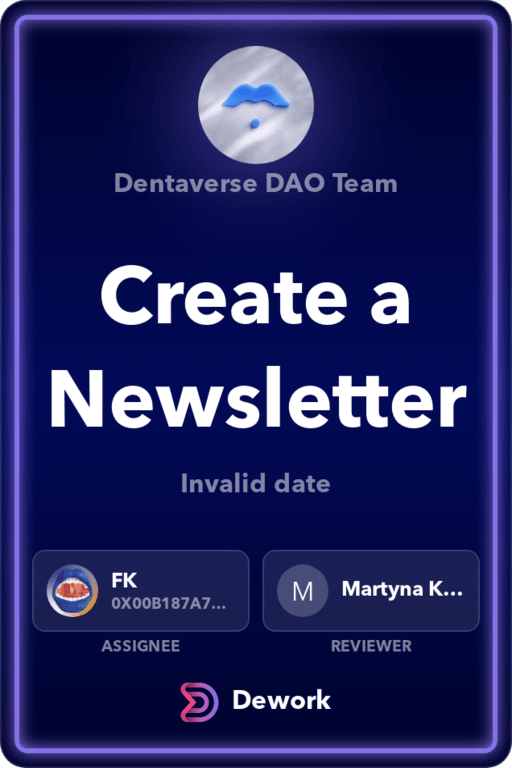 Dentaverse DAO Team
Create a
Newsletter
Invalid date
FK
0X00B187A7...
ASSIGNEE
M
Martyna K...
REVIEWER
Dework